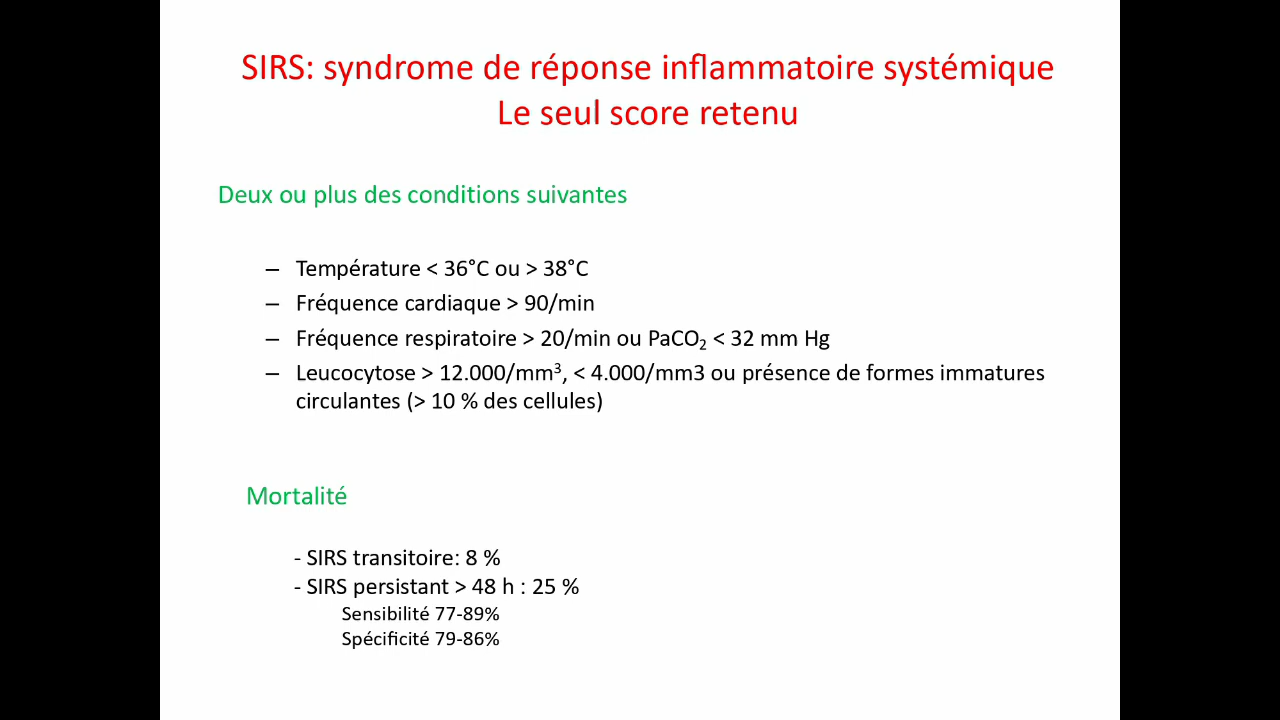 SIRS: syndrome de réponse inflammatoire systémique
Le seul score retenu
Deux ou plus des conditions suivantes
– Température < 36°C ou > 38°C
– Fréquence cardiaque > 90/min
– Fréquence respiratoire > 20/min ou PaCO₂ < 32 mm Hg
– Leucocytose > 12.000/mm³, < 4.000/mm3 ou présence de formes immatures
circulantes (> 10 % des cellules)
Mortalité
- SIRS transitoire: 8 %
- SIRS persistant > 48 h : 25 %
Sensibilité 77-89%
Spécificité 79-86%